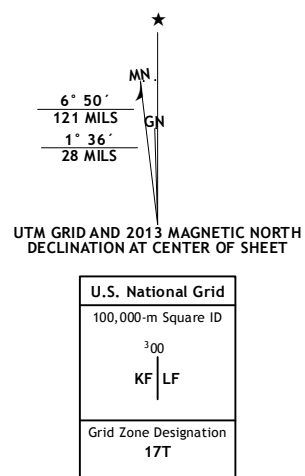 ★
MN
6° 50´
121 MILS
GN
1° 36´
28 MILS
UTM GRID AND 2013 MAGNETIC NORTH
DECLINATION AT CENTER OF SHEET
U.S. National Grid
100,000-m Square ID
³00
KF LF
Grid Zone Designation
17T